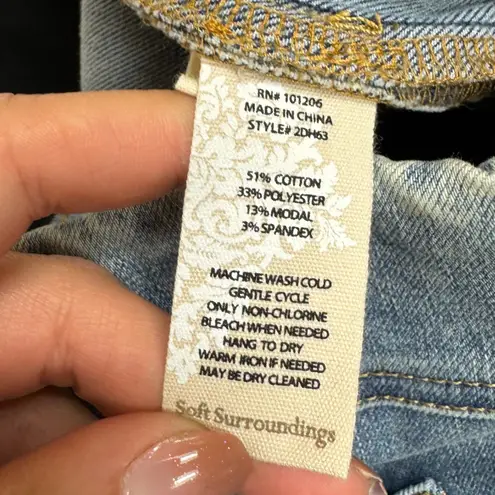 RN# 101206
MADE IN CHINA
STYLE# 2DH63
51% COTTON
33% POLYESTER
13% MODAL
3% SPANDEX
MACHINE WASH COLD
GENTLE CYCLE
ONLY NON-CHLORINE
BLEACH WHEN NEEDED
HANG TO DRY
WARM IRON IF NEEDED
MAY BE DRY CLEANED
Soft Surroundings